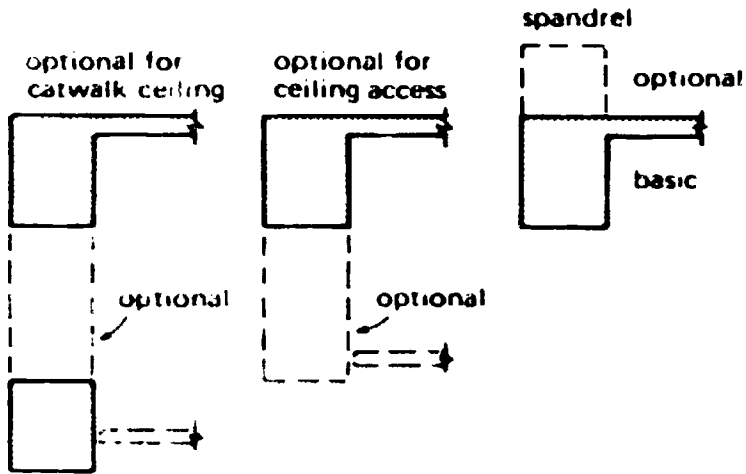 optional for
catwalk ceiling
optional for
ceiling access
spandrel
optional
basic
optional
optional